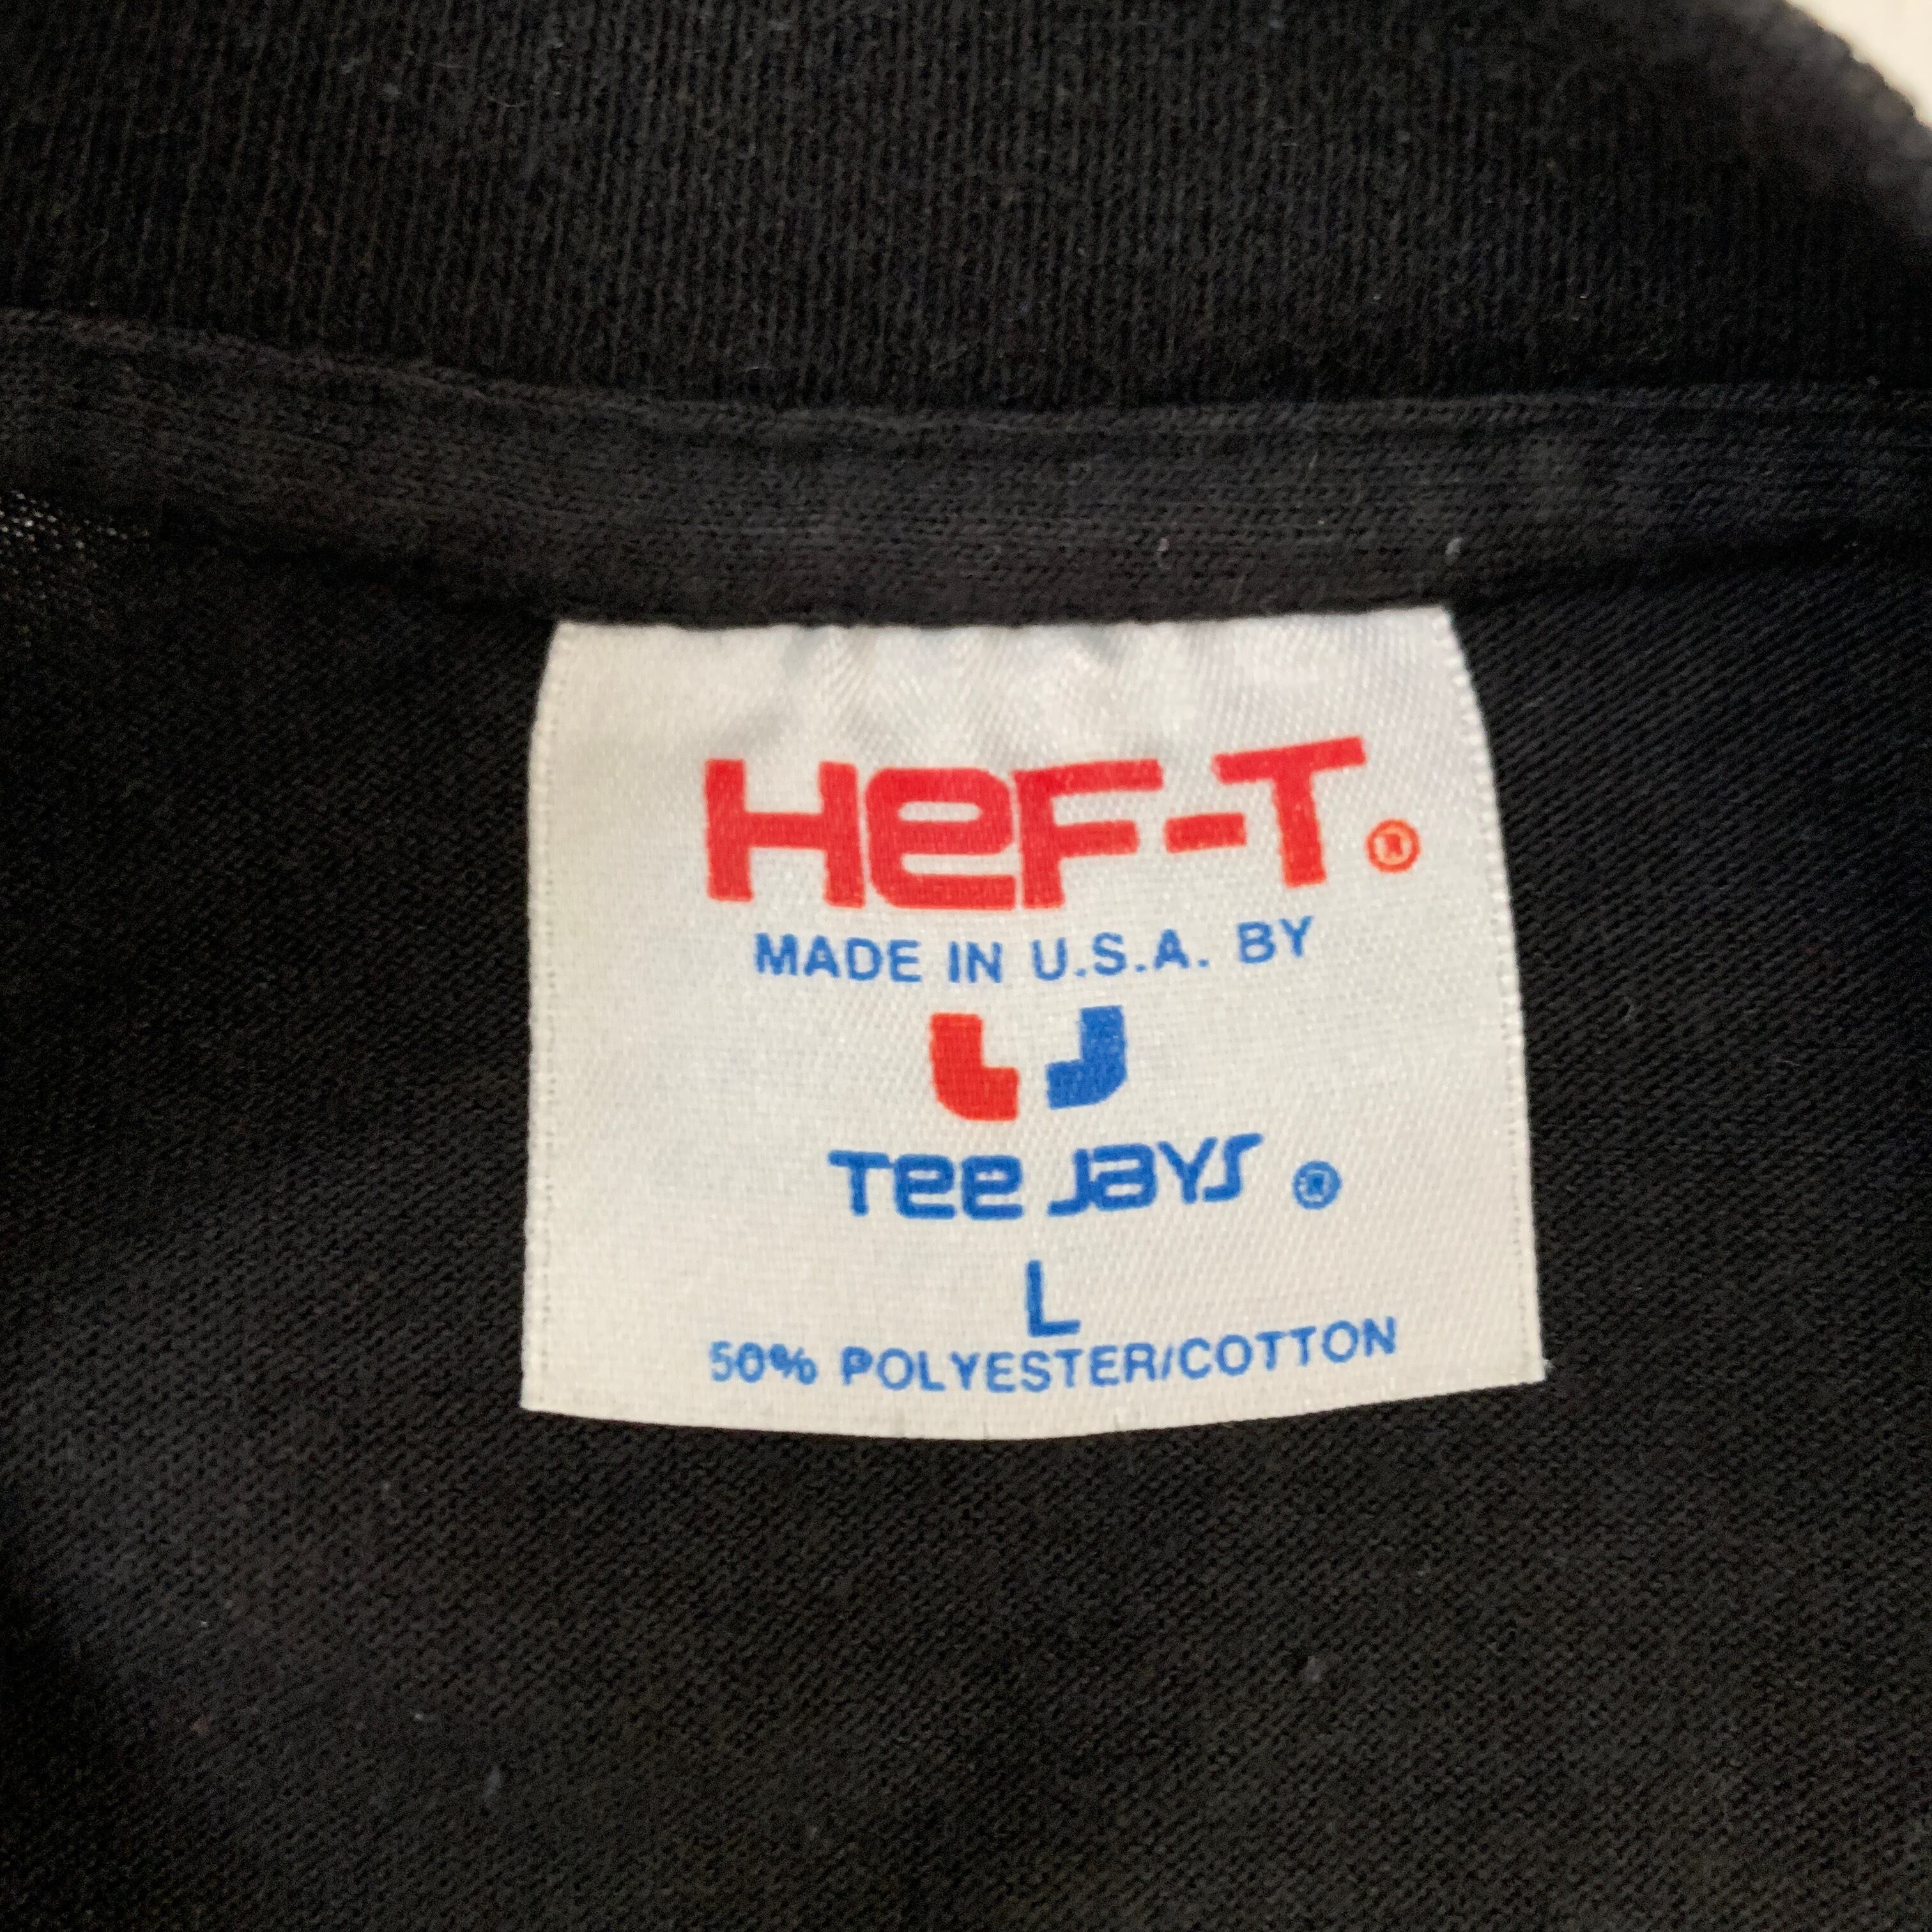 HeF-T®
MADE IN U.S.A. BY
Tee Jays ®
L
50% POLYESTER/COTTON